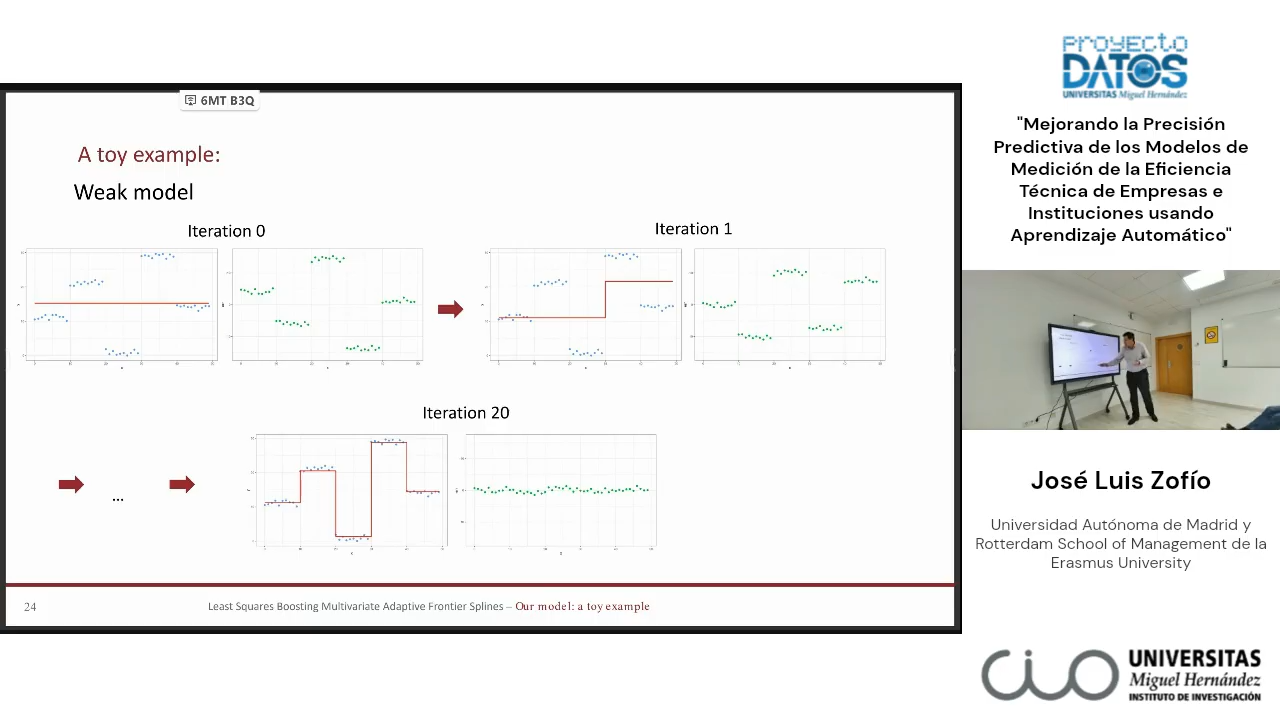 6MT B3Q
A toy example:
Weak model
Iteration 0
Iteration 1
Iteration 20
...
24
Least Squares Boosting Multivariate Adaptive Frontier Splines – Our model: a toy example
PROYECTO
DATOS
UNIVERSITAS Miguel Hernández
"Mejorando la Precisión
Predictiva de los Modelos de
Medición de la Eficiencia
Técnica de Empresas e
Instituciones usando
Aprendizaje Automático"
José Luis Zofío
Universidad Autónoma de Madrid y
Rotterdam School of Management de la
Erasmus University
CIO
UNIVERSITAS
Miguel Hernández
INSTITUTO DE INVESTIGACIÓN